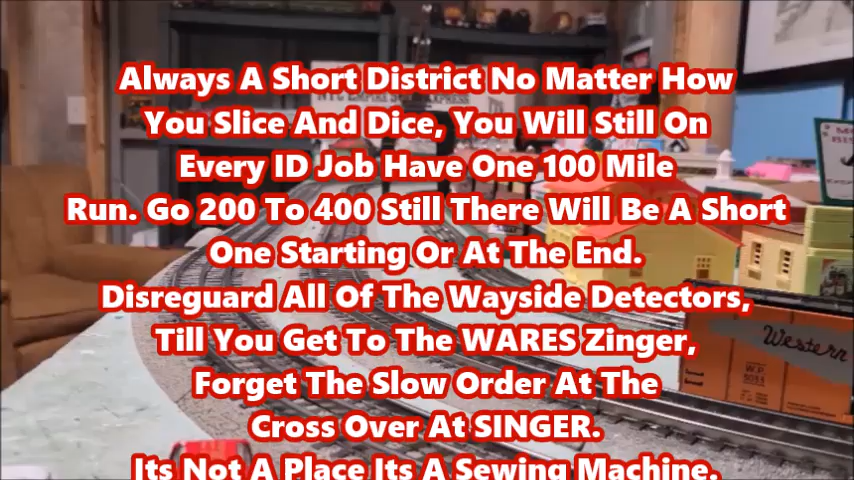 Always A Short District No Matter How
You Slice And Dice, You Will Still On
Every ID Job Have One 100 Mile
Run. Go 200 To 400 Still There Will Be A Short
One Starting Or At The End.
Disreguard All Of The Wayside Detectors,
Till You Get To The WARES Zinger,
Forget The Slow Order At The
Cross Over At SINGER.
Its Not A Place Its A Sewing Machine.
Western
W.P.